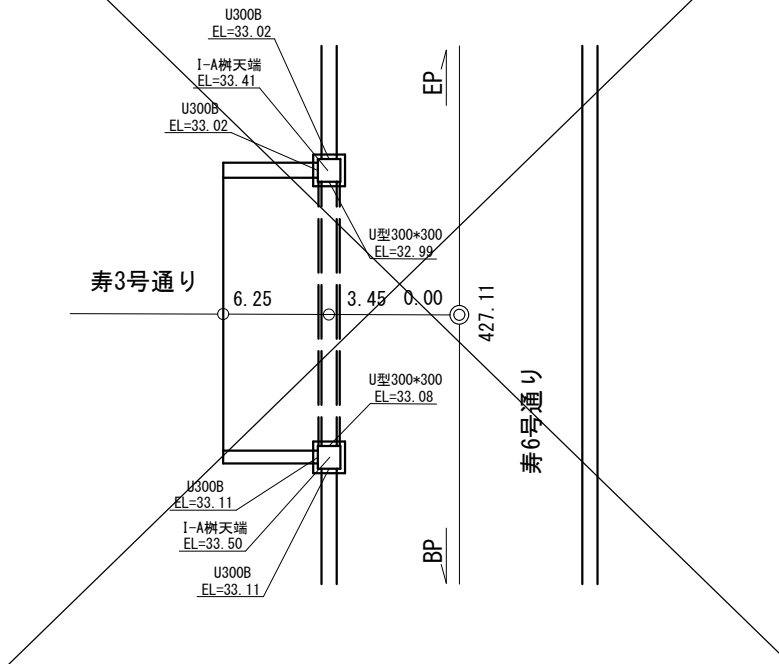 U300B
EL=33.02
I-A桝天端
EL=33.41
U300B
EL=33.02
EP
U型300*300
EL=32.99
寿3号通り
6.25
3.45
0.00
427.11
U型300*300
EL=33.08
寿6号通り
U300B
EL=33.11
I-A桝天端
EL=33.50
U300B
EL=33.11
BP